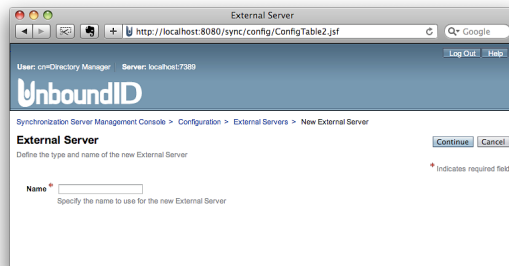 External Server
http://localhost:8080/sync/config/ConfigTable2.jsf
Google
Log Out Help
User: cn=Directory Manager Server: localhost:7389
UnboundID
Synchronization Server Management Console > Configuration > External Servers > New External Server
External Server
Continue Cancel
Define the type and name of the new External Server
* Indicates required field
Name *
Specify the name to use for the new External Server